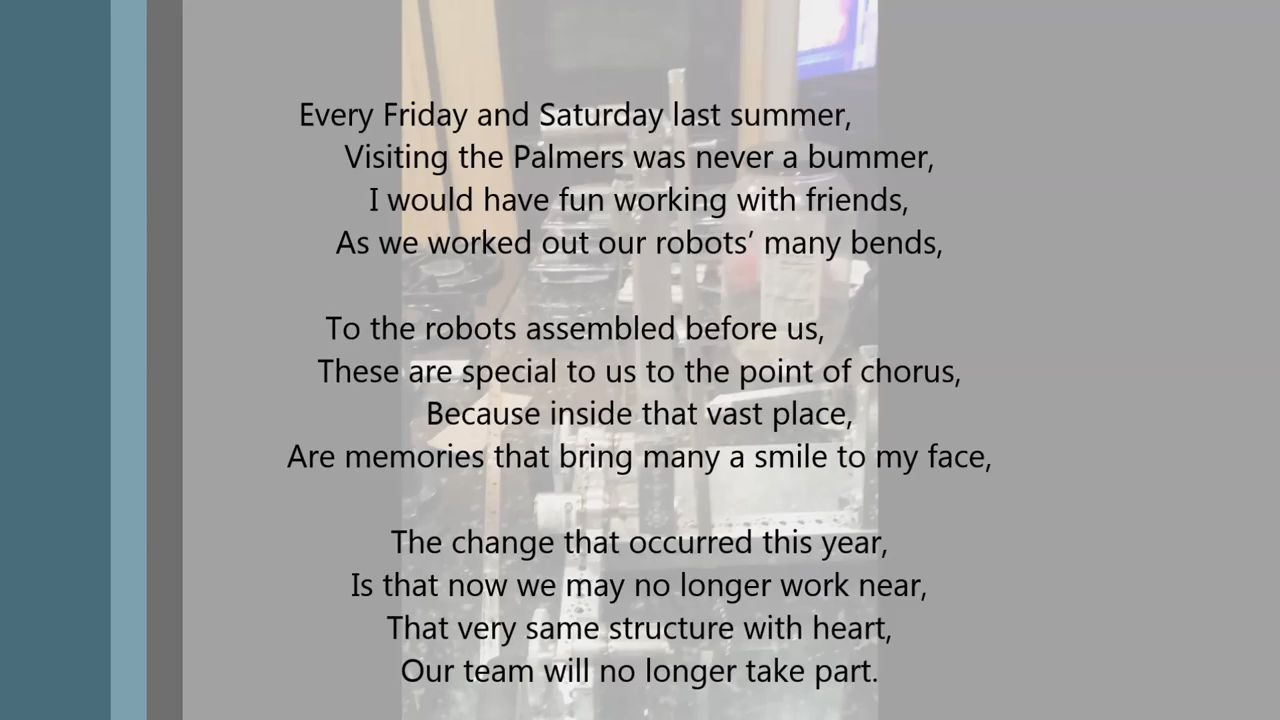 Every Friday and Saturday last summer,
Visiting the Palmers was never a bummer,
I would have fun working with friends,
As we worked out our robots’ many bends,
To the robots assembled before us,
These are special to us to the point of chorus,
Because inside that vast place,
Are memories that bring many a smile to my face,
The change that occurred this year,
Is that now we may no longer work near,
That very same structure with heart,
Our team will no longer take part.